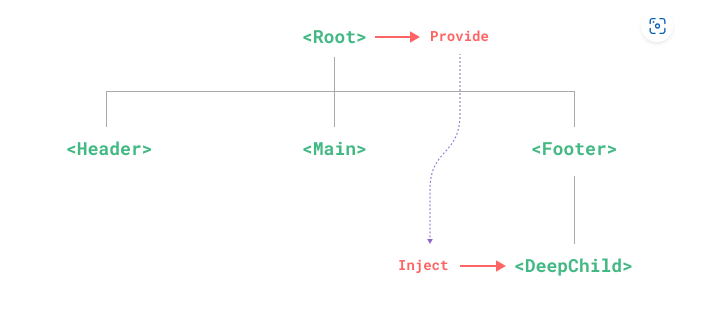 <Root> Provide
<Header> <Main> <Footer>
Inject <DeepChild>